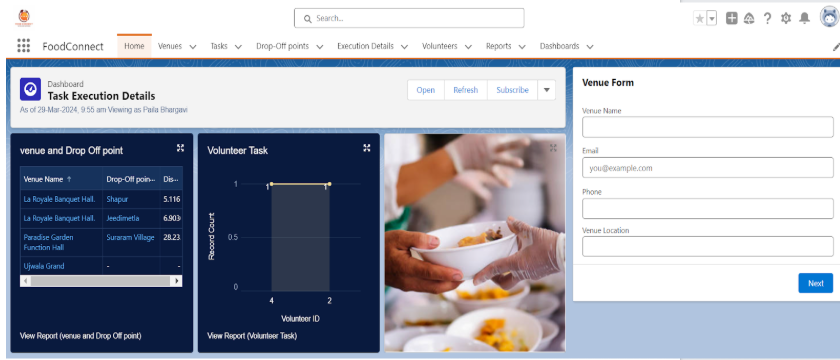 Search...
FoodConnect
Home
Venues
Tasks
Drop-Off points
Execution Details
Volunteers
Reports
Dashboards
Dashboard
Task Execution Details
As of 29-Mar-2024, 9:55 am Viewing as Paila Bhargavi
Open
Refresh
Subscribe
venue and Drop Off point
Venue Name ↑ Drop-Off poin... Dis...
La Royale Banquet Hall. Shapur 5.116
La Royale Banquet Hall. Jeedimetla 6.903
Paradise Garden Function Hall Suraram Village 28.23
Ujwala Grand - -
View Report (venue and Drop Off point)
Volunteer Task
Record Count
1
0.5
0
1 1
4 2
Volunteer ID
View Report (Volunteer Task)
Venue Form
Venue Name
Email
you@example.com
Phone
Venue Location
Next